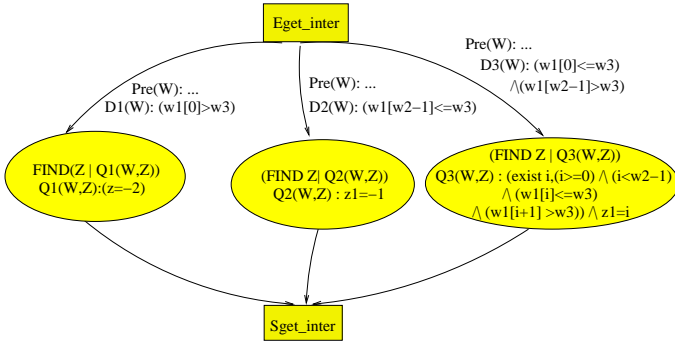 Eget_inter
Pre(W): ...
D1(W): (w1[0]>w3)
Pre(W): ...
D2(W): (w1[w2−1]<=w3)
Pre(W): ...
D3(W): (w1[0]<=w3)
/\(w1[w2−1]>w3)
FIND(Z | Q1(W,Z))
Q1(W,Z):(z=−2)
(FIND Z| Q2(W,Z))
Q2(W,Z) : z1=−1
(FIND Z | Q3(W,Z))
Q3(W,Z) : (exist i,(i>=0) /\ (i<w2−1)
/\ (w1[i]<=w3)
/\ (w1[i+1] >w3)) /\ z1=i
Sget_inter